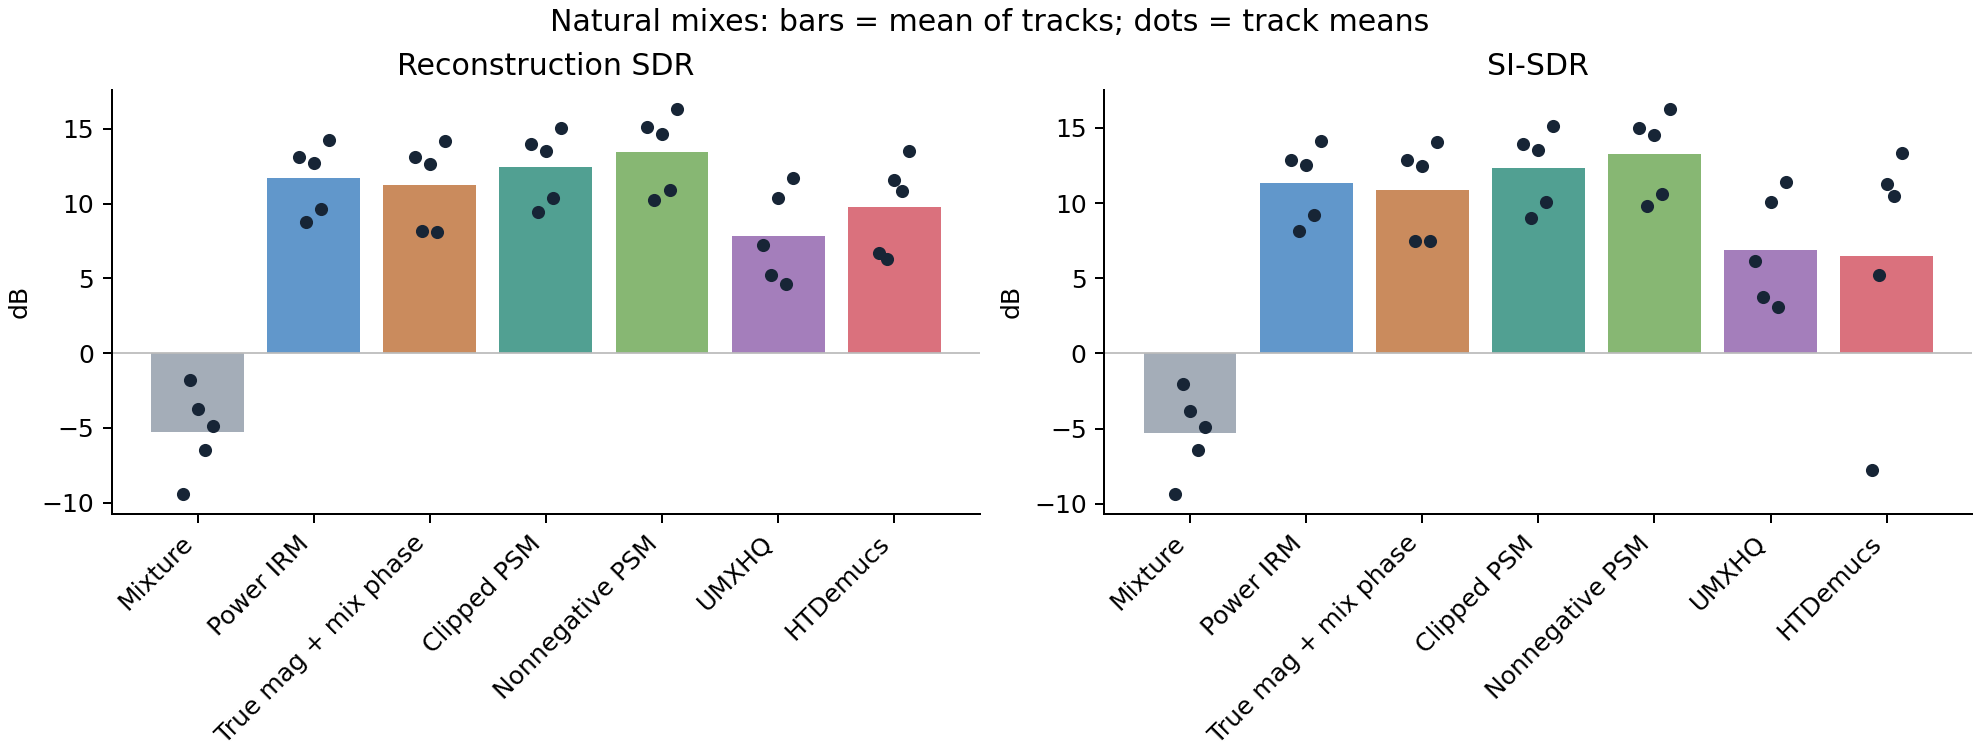 Natural mixes: bars = mean of tracks; dots = track means
Reconstruction SDR
dB
15
10
5
0
−5
−10
Mixture
Power IRM
True mag + mix phase
Clipped PSM
Nonnegative PSM
UMXHQ
HTDemucs
SI-SDR
dB
15
10
5
0
−5
−10
Mixture
Power IRM
True mag + mix phase
Clipped PSM
Nonnegative PSM
UMXHQ
HTDemucs